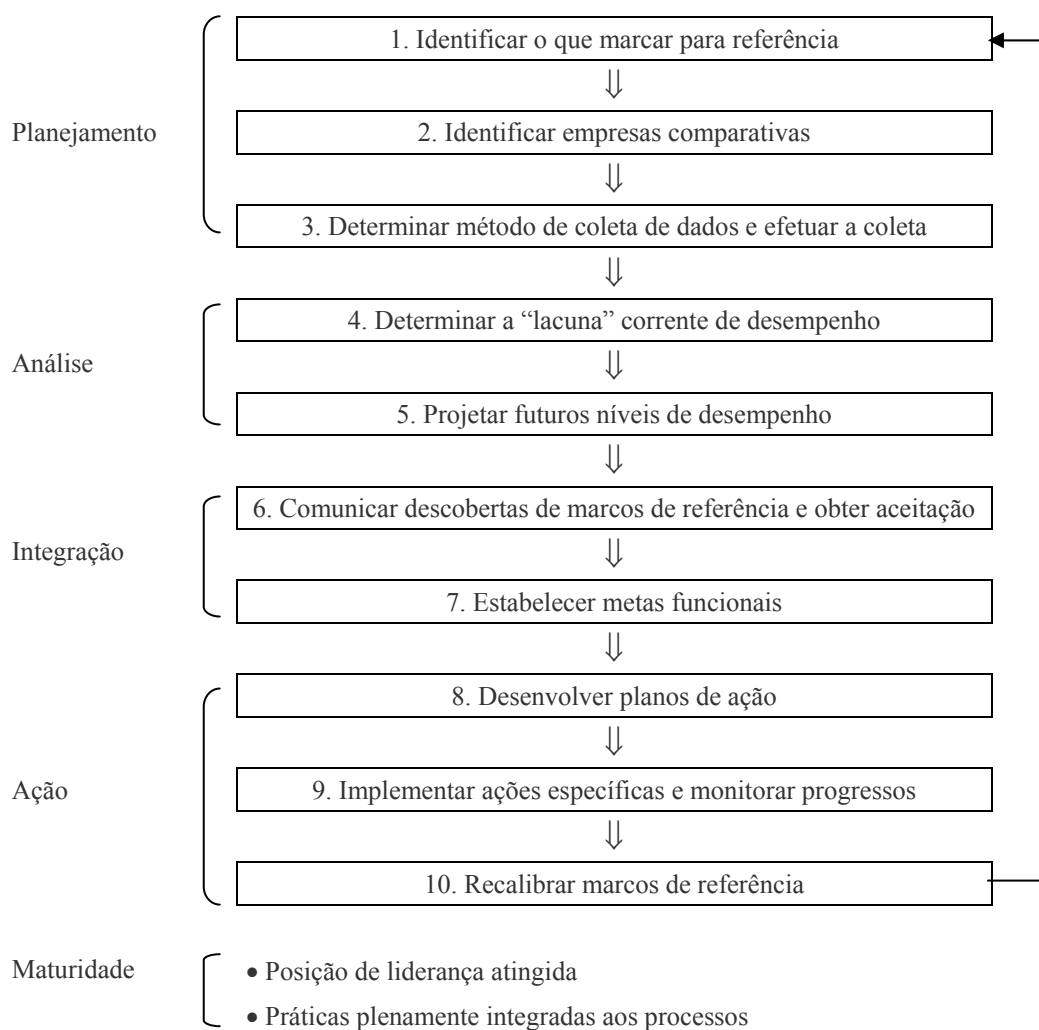 1. Identificar o que marcar para referência
Planejamento
2. Identificar empresas comparativas
3. Determinar método de coleta de dados e efetuar a coleta
4. Determinar a “lacuna” corrente de desempenho
Análise
5. Projetar futuros níveis de desempenho
6. Comunicar descobertas de marcos de referência e obter aceitação
Integração
7. Estabelecer metas funcionais
8. Desenvolver planos de ação
Ação
9. Implementar ações específicas e monitorar progressos
10. Recalibrar marcos de referência
Maturidade
• Posição de liderança atingida
• Práticas plenamente integradas aos processos